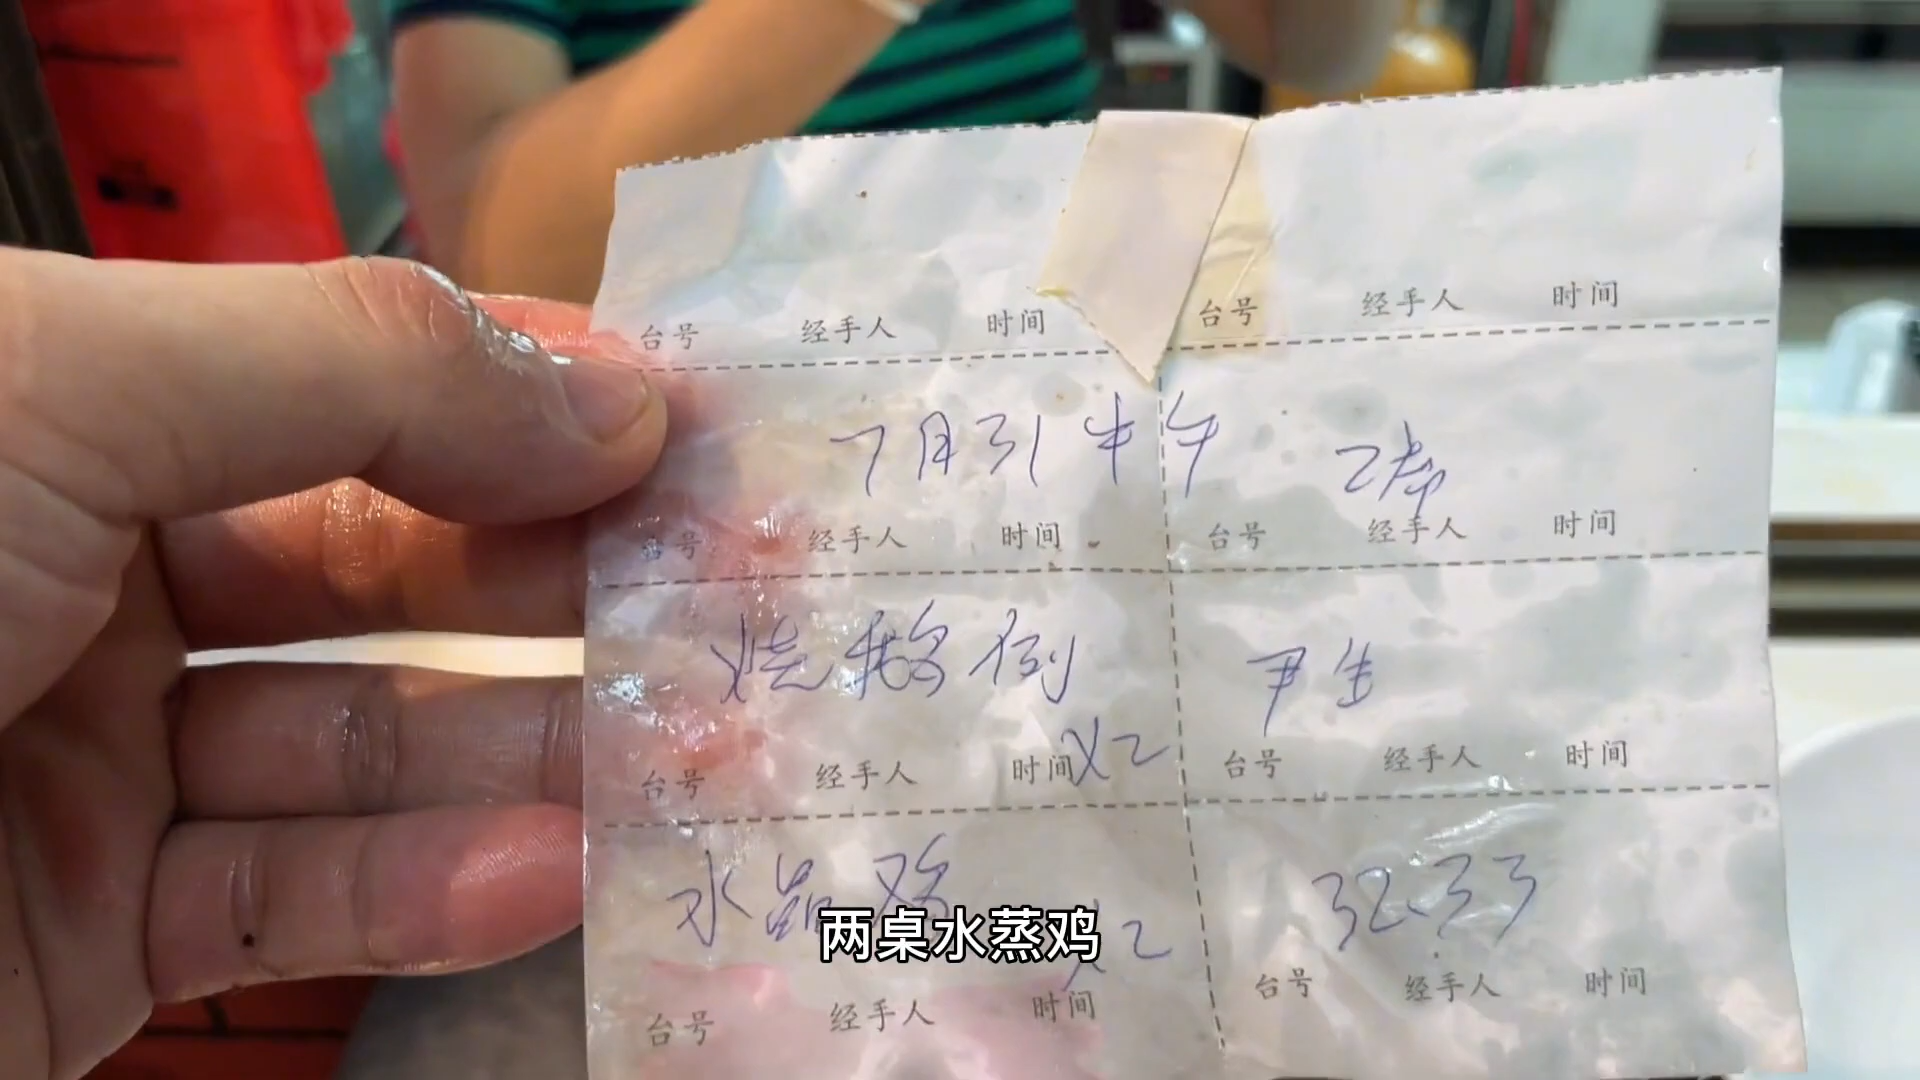 台号 经手人 时间 台号 经手人 时间
7月31 中午 2席
台号 经手人 时间 台号 经手人 时间
烧鹅例 X2 尹生
台号 经手人 时间 台号 经手人 时间
水晶鸡 X2 32.33
两桌水蒸鸡
台号 经手人 时间 台号 经手人 时间